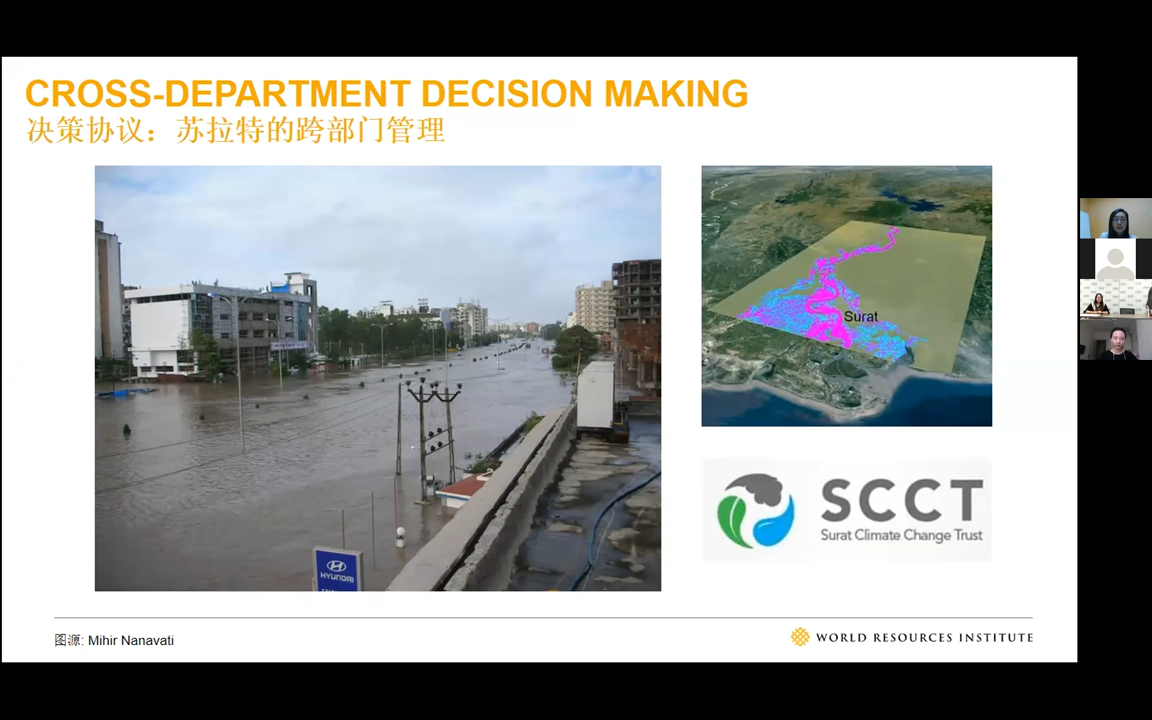 CROSS-DEPARTMENT DECISION MAKING
决策协议：苏拉特的跨部门管理
Surat
HYUNDAI
SCCT
Surat Climate Change Trust
图源: Mihir Nanavati
WORLD RESOURCES INSTITUTE